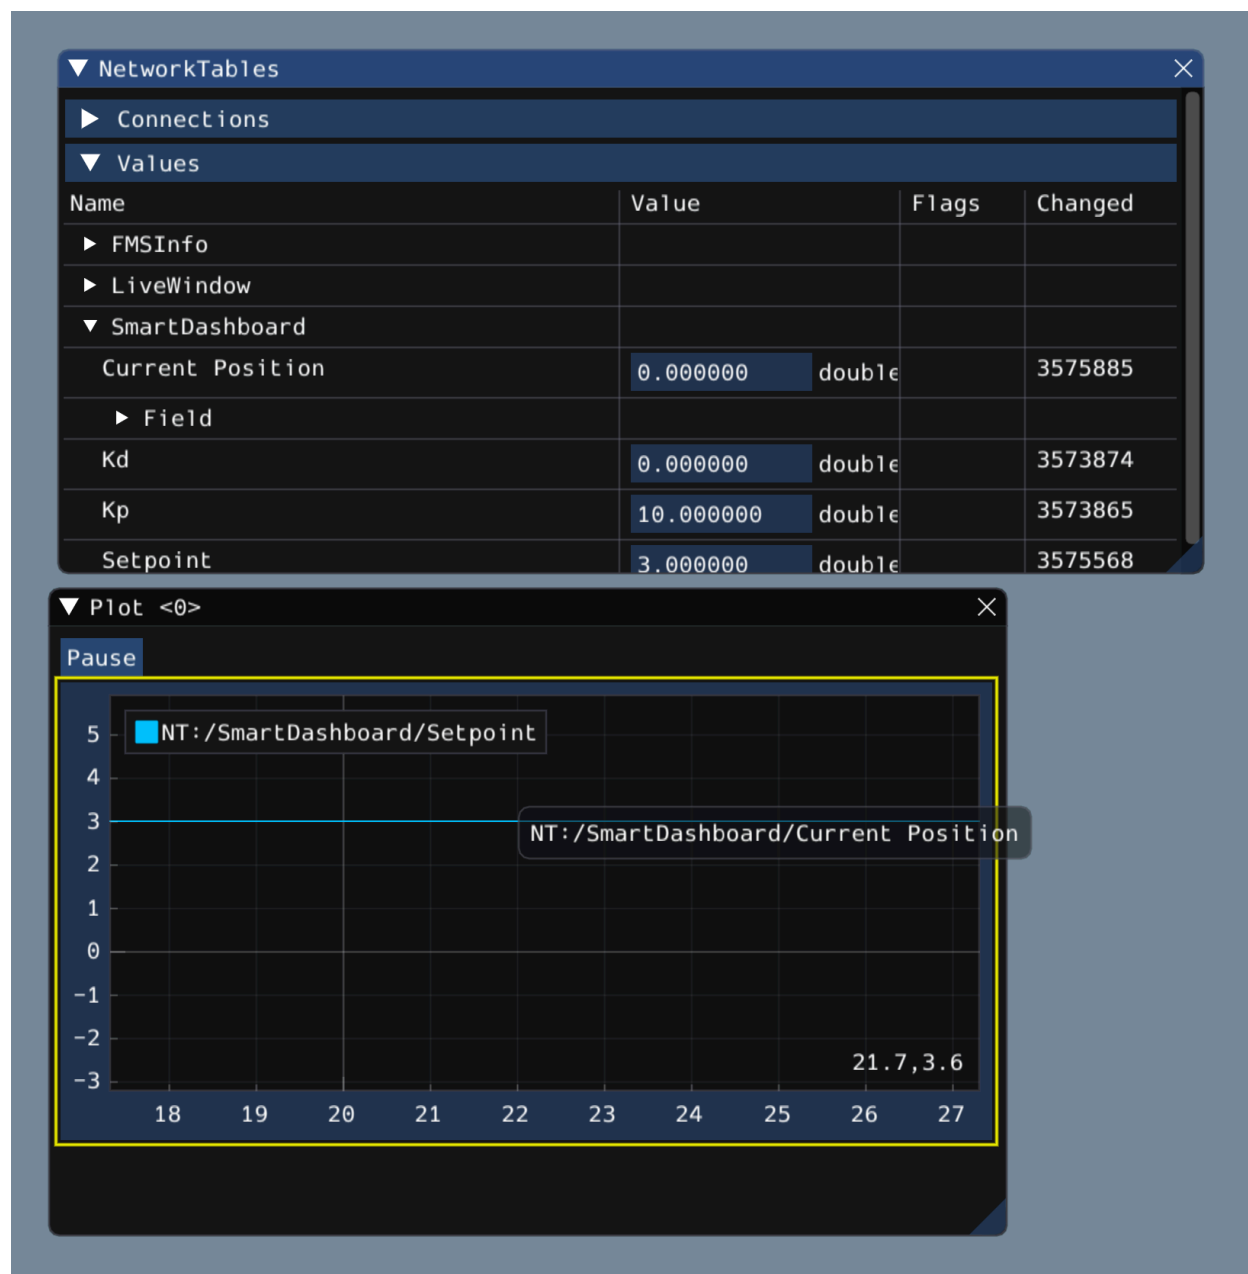 NetworkTables
Connections
Values
Name Value Flags Changed
FMSInfo
LiveWindow
SmartDashboard
Current Position 0.000000 double 3575885
Field
Kd 0.000000 double 3573874
Kp 10.000000 double 3573865
Setpoint 3.000000 double 3575568
Plot <0>
Pause
NT:/SmartDashboard/Setpoint
5
4
3
NT:/SmartDashboard/Current Position
2
1
0
-1
-2
21.7,3.6
-3
18 19 20 21 22 23 24 25 26 27